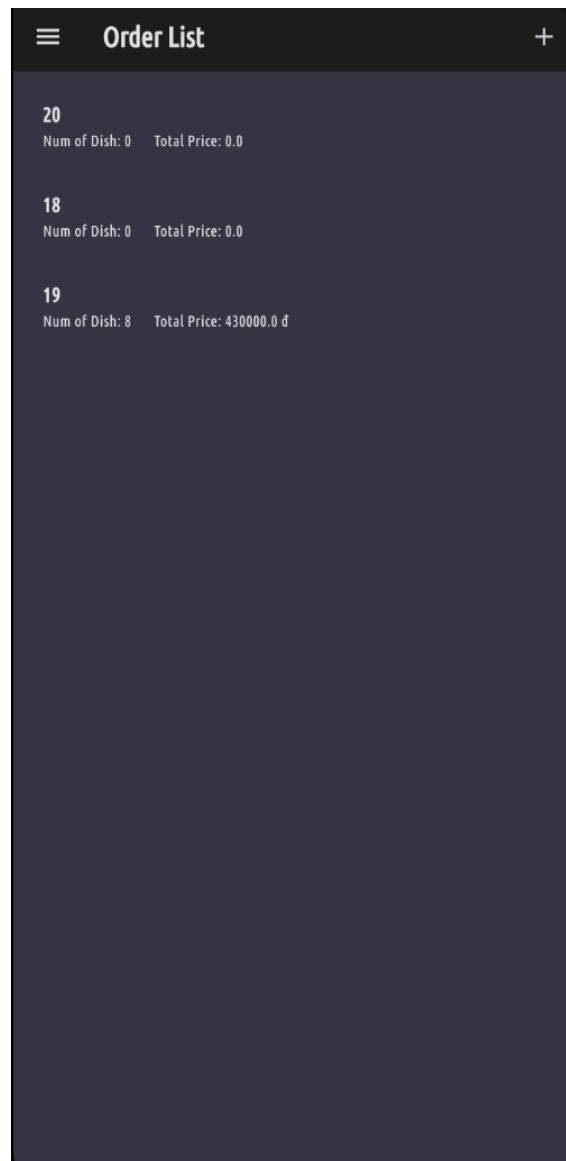 Order List
20
Num of Dish: 0 Total Price: 0.0
18
Num of Dish: 0 Total Price: 0.0
19
Num of Dish: 8 Total Price: 430000.0 đ